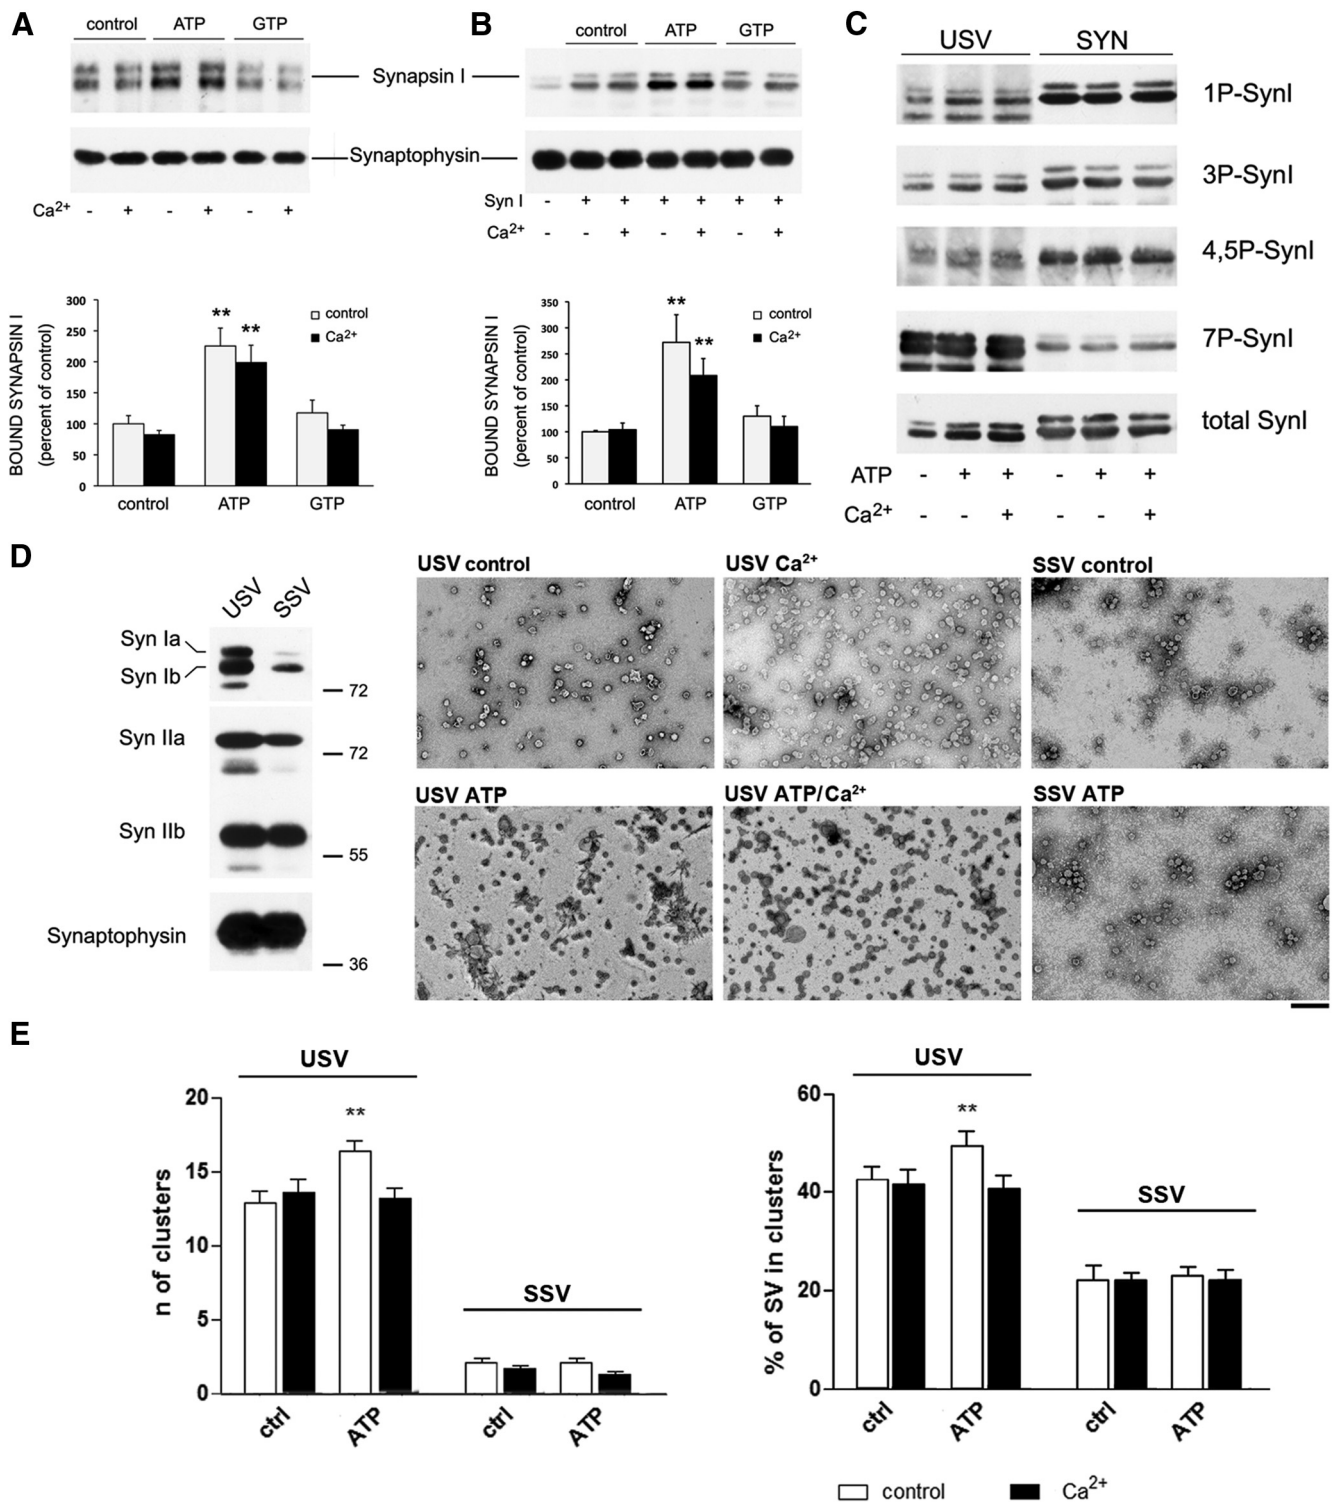 A
control ATP GTP
Synapsin I
Synaptophysin
Ca2+ - + - + - +
BOUND SYNAPSIN I
(percent of control)
300
250
200
150
100
50
0
** **
control
Ca2+
control ATP GTP
B
control ATP GTP
Syn I - + + + + + +
Ca2+ - - + - + - +
BOUND SYNAPSIN I
(percent of control)
350
300
250
200
150
100
50
0
** **
control
Ca2+
control ATP GTP
C
USV SYN
1P-SynI
3P-SynI
4,5P-SynI
7P-SynI
total SynI
ATP - + + - + +
Ca2+ - - + - - +
D
USV SSV
Syn Ia
Syn Ib
72
Syn IIa
72
Syn IIb
55
Synaptophysin
36
USV control
USV Ca2+
SSV control
USV ATP
USV ATP/Ca2+
SSV ATP
E
USV
n of clusters
20
15
10
5
0
**
SSV
ctrl ATP ctrl ATP
USV
% of SV in clusters
60
40
20
0
**
SSV
ctrl ATP ctrl ATP
control Ca2+